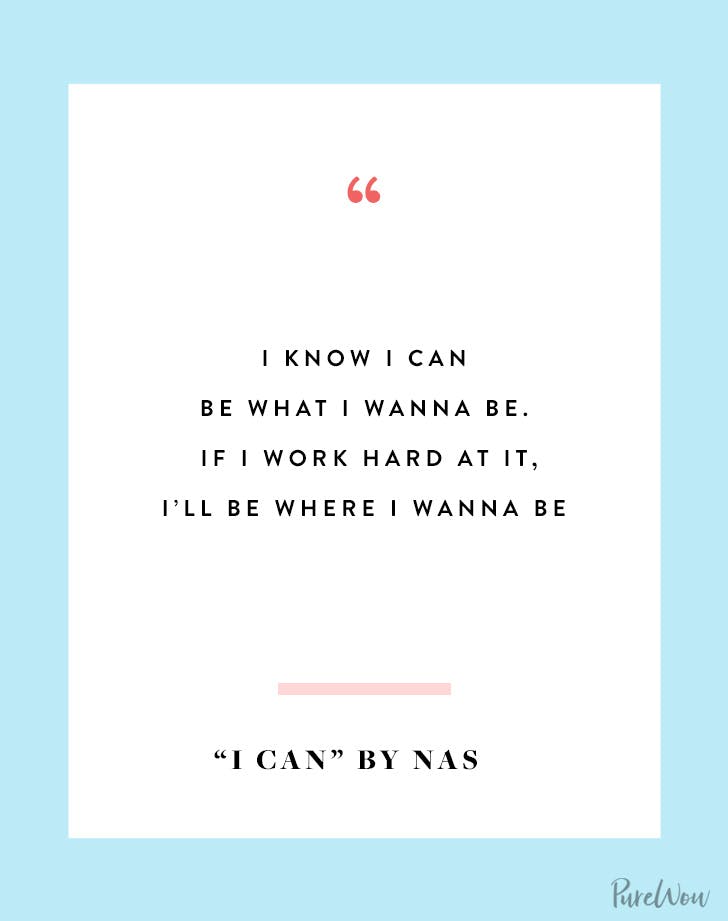 “
I KNOW I CAN
BE WHAT I WANNA BE.
IF I WORK HARD AT IT,
I’LL BE WHERE I WANNA BE
“I CAN” BY NAS
PureWow